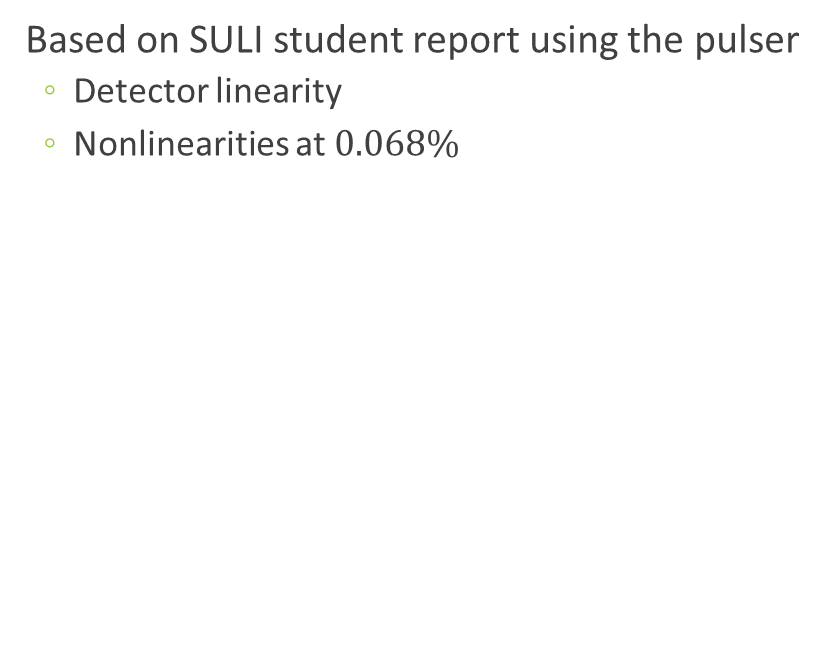 Based on SULI student report using the pulser
◦ Detector linearity
◦ Nonlinearities at 0.068%